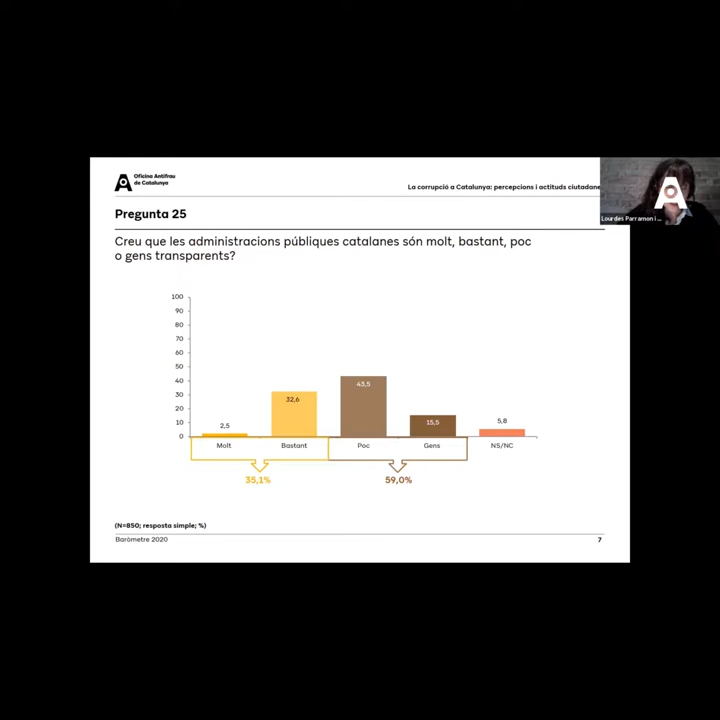 Oficina Antifrau
de Catalunya
La corrupció a Catalunya: percepcions i actituds ciutadane
Lourdes Parramon i ...
Pregunta 25
Creu que les administracions públiques catalanes són molt, bastant, poc
o gens transparents?
100
90
80
70
60
50
40
30
20
10
0
2,5
32,6
43,5
15,5
5,8
Molt
Bastant
Poc
Gens
NS/NC
35,1%
59,0%
(N=850; resposta simple; %)
Baròmetre 2020
7